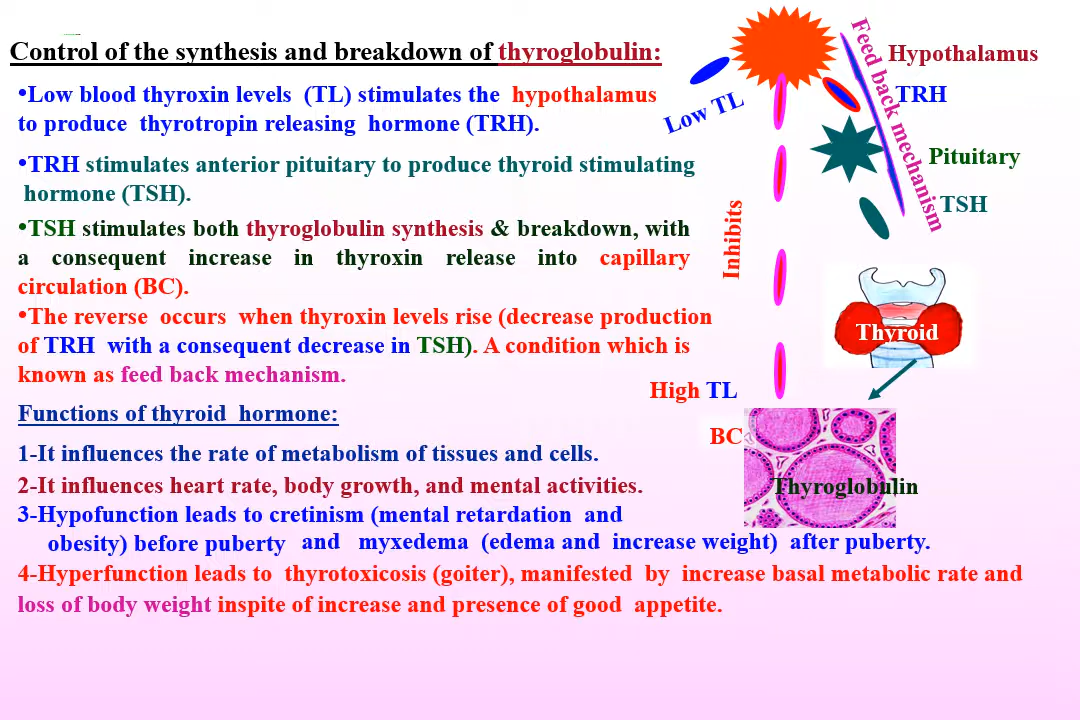 Control of the synthesis and breakdown of thyroglobulin:
•Low blood thyroxin levels (TL) stimulates the hypothalamus
to produce thyrotropin releasing hormone (TRH).
•TRH stimulates anterior pituitary to produce thyroid stimulating
hormone (TSH).
•TSH stimulates both thyroglobulin synthesis & breakdown, with
a consequent increase in thyroxin release into capillary
circulation (BC).
•The reverse occurs when thyroxin levels rise (decrease production
of TRH with a consequent decrease in TSH). A condition which is
known as feed back mechanism.
Functions of thyroid hormone:
1-It influences the rate of metabolism of tissues and cells.
2-It influences heart rate, body growth, and mental activities.
3-Hypofunction leads to cretinism (mental retardation and
obesity) before puberty and myxedema (edema and increase weight) after puberty.
4-Hyperfunction leads to thyrotoxicosis (goiter), manifested by increase basal metabolic rate and
loss of body weight inspite of increase and presence of good appetite.
Low TL
Feed back mechanism
Hypothalamus
TRH
Pituitary
TSH
Inhibits
Thyroid
High TL
BC
Thyroglobulin